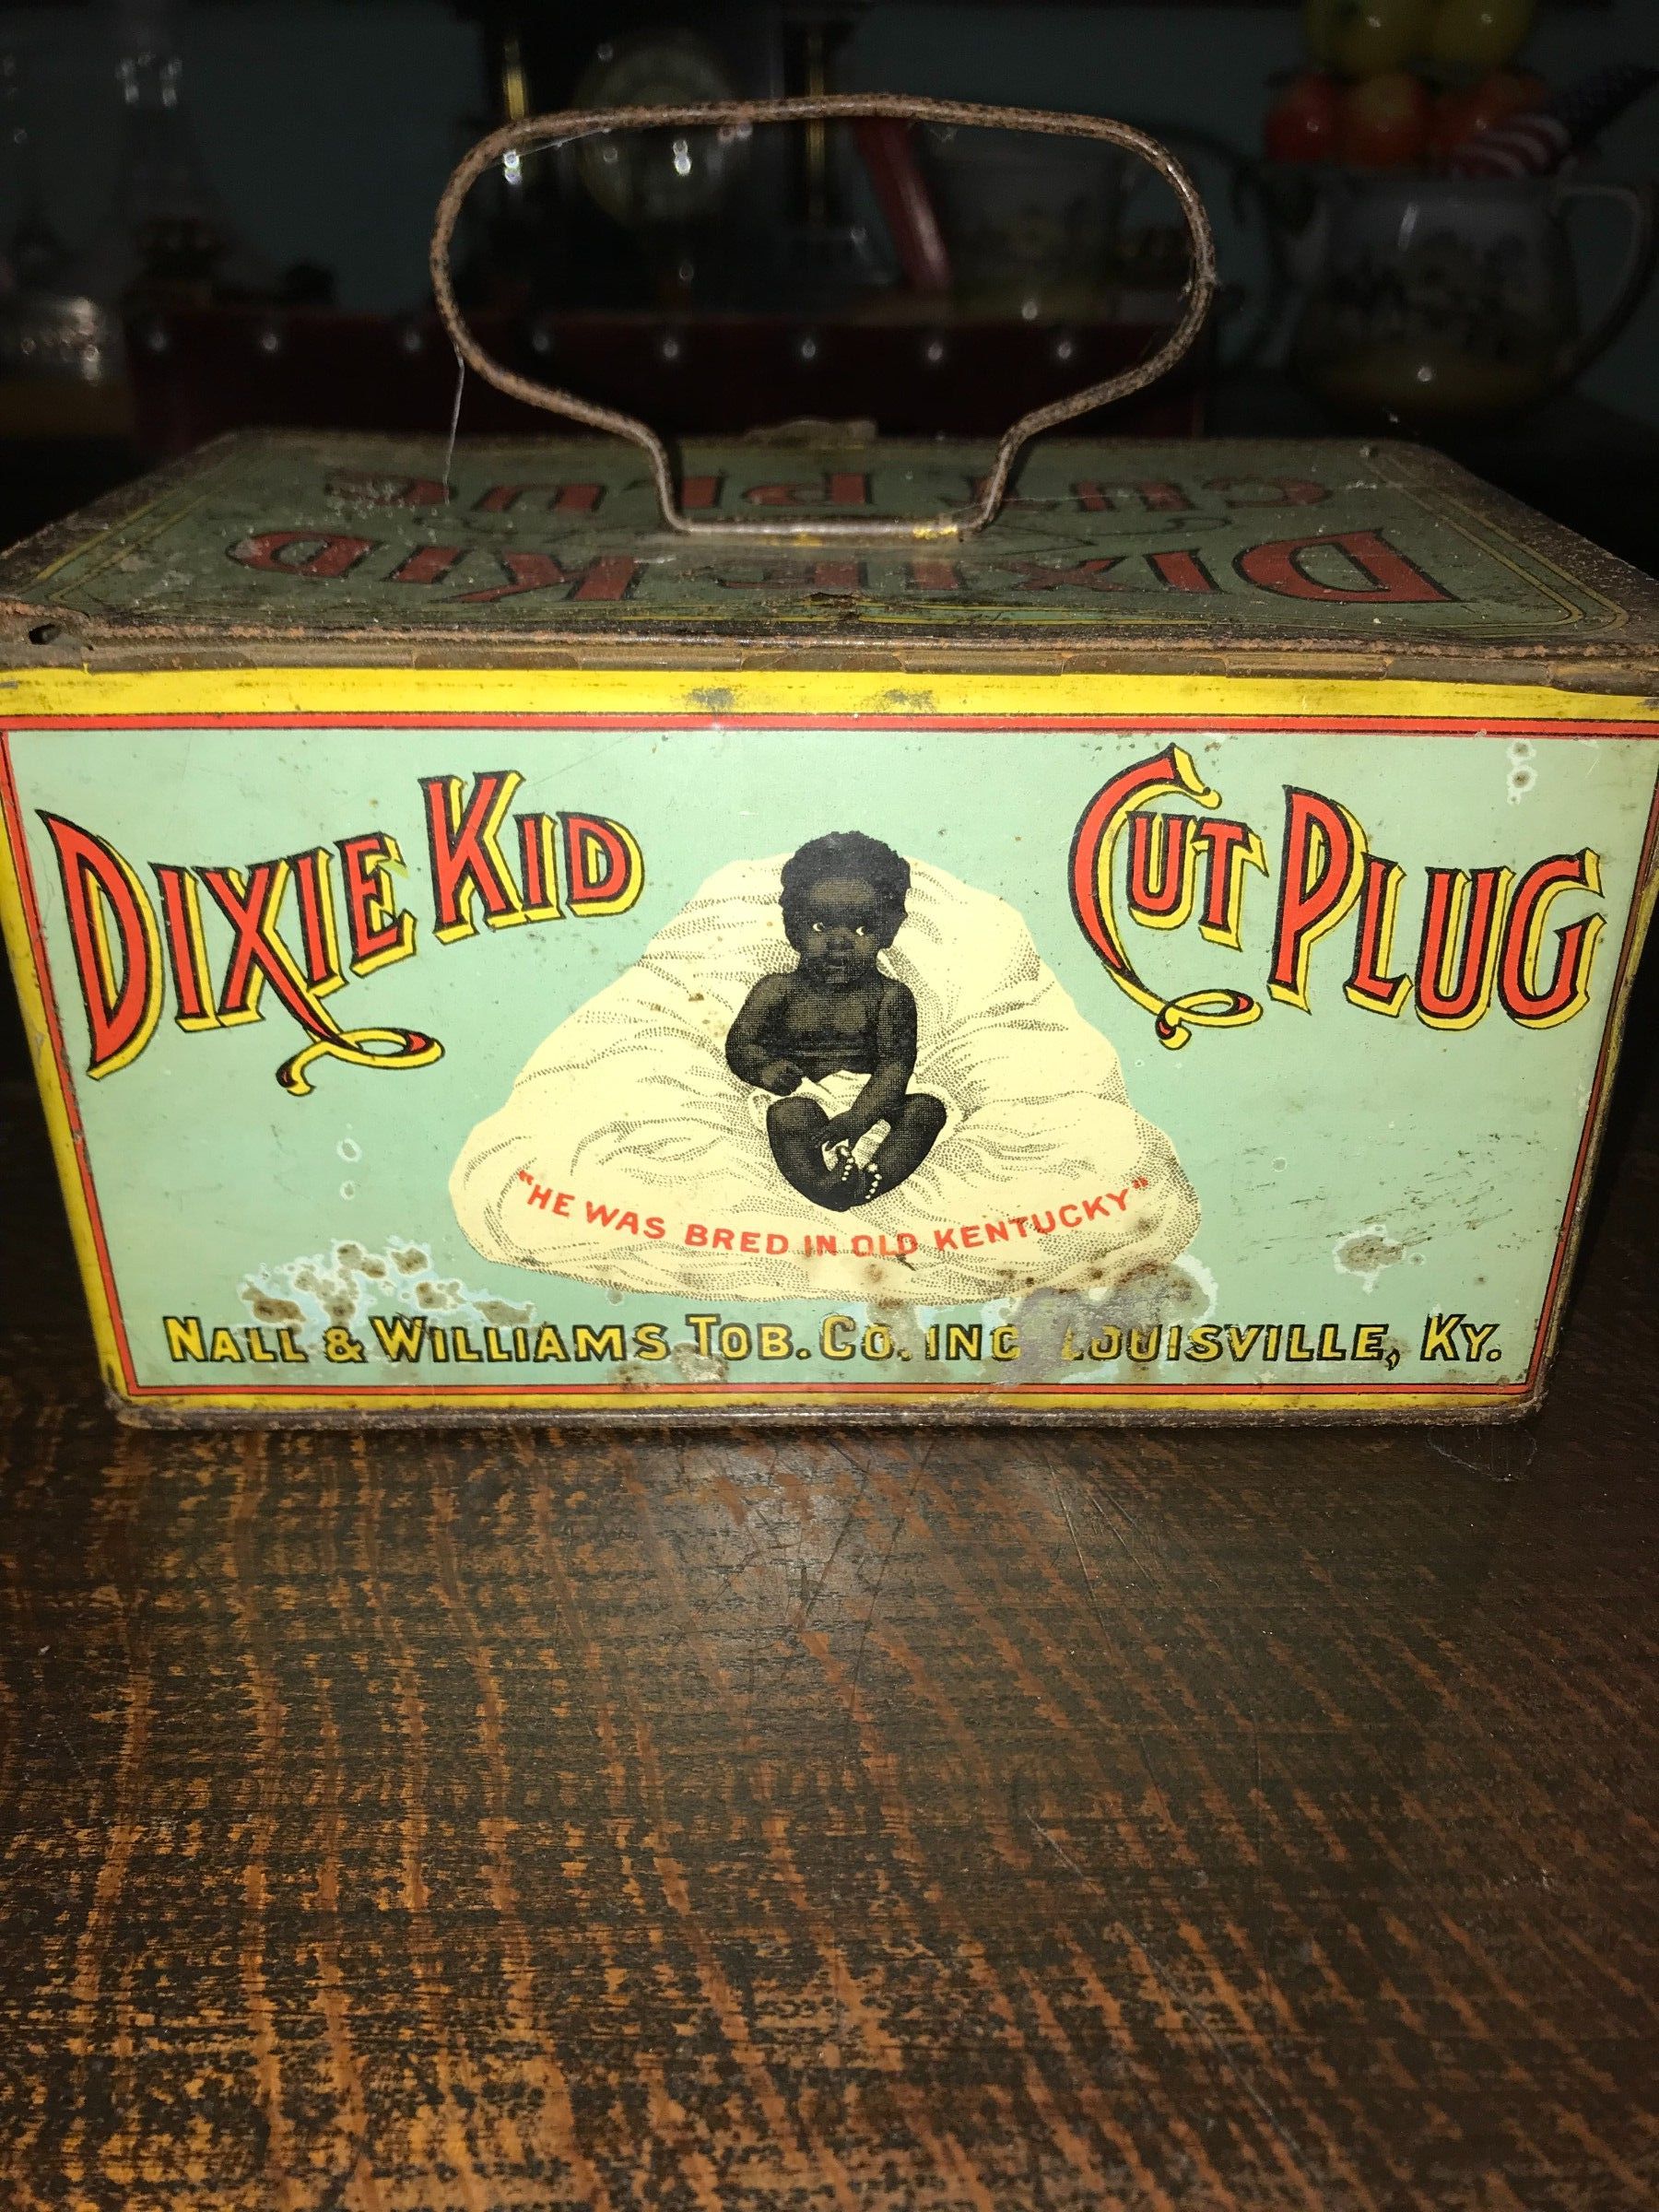 CUT PLUG
DIXIE KID
DIXIE KID
CUT PLUG
"HE WAS BRED IN OLD KENTUCKY"
NALL & WILLIAMS TOB. CO. INC LOUISVILLE, KY.